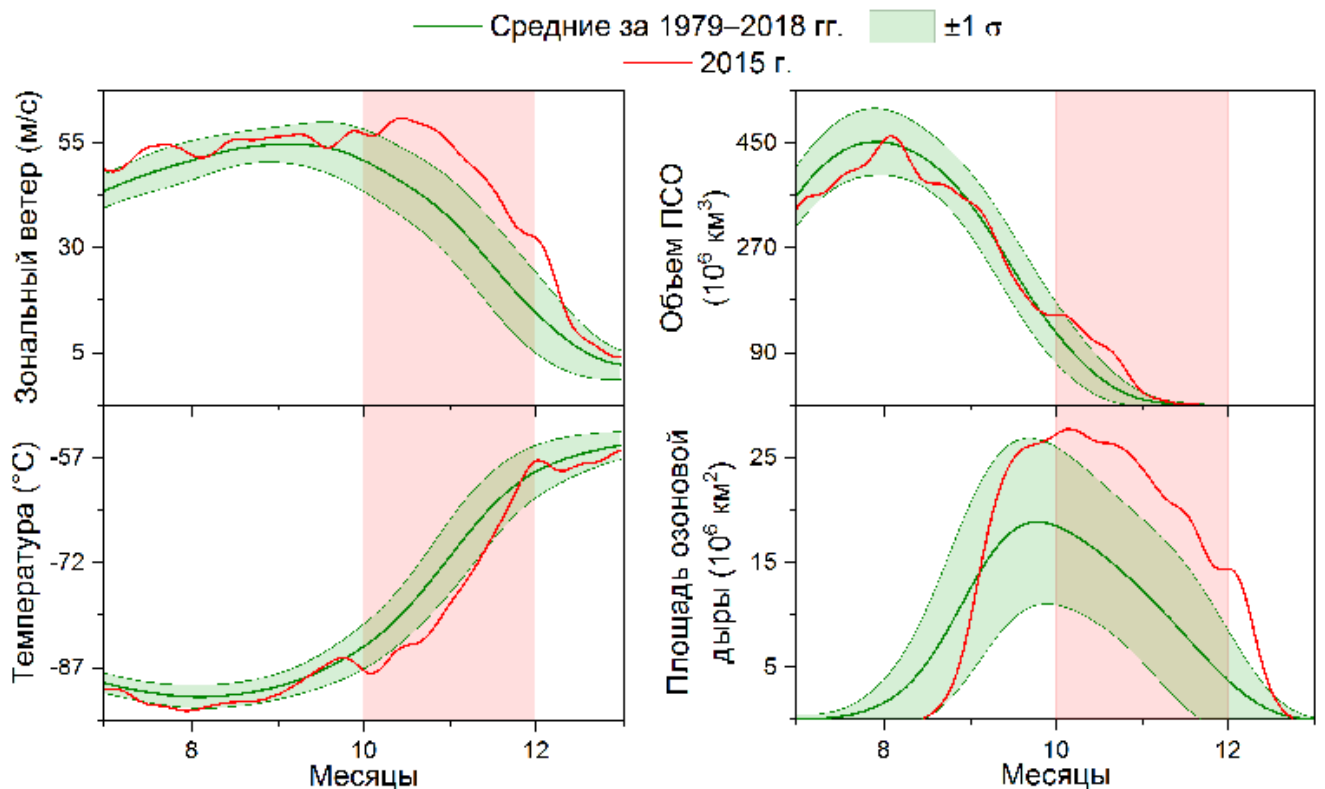 Средние за 1979–2018 гг.
±1 σ
2015 г.
Зональный ветер (м/с)
55
30
5
Объем ПСО
(10⁶ км³)
450
270
90
Температура (°C)
-57
-72
-87
8
10
12
Месяцы
Площадь озоновой
дыры (10⁶ км²)
25
15
5
8
10
12
Месяцы